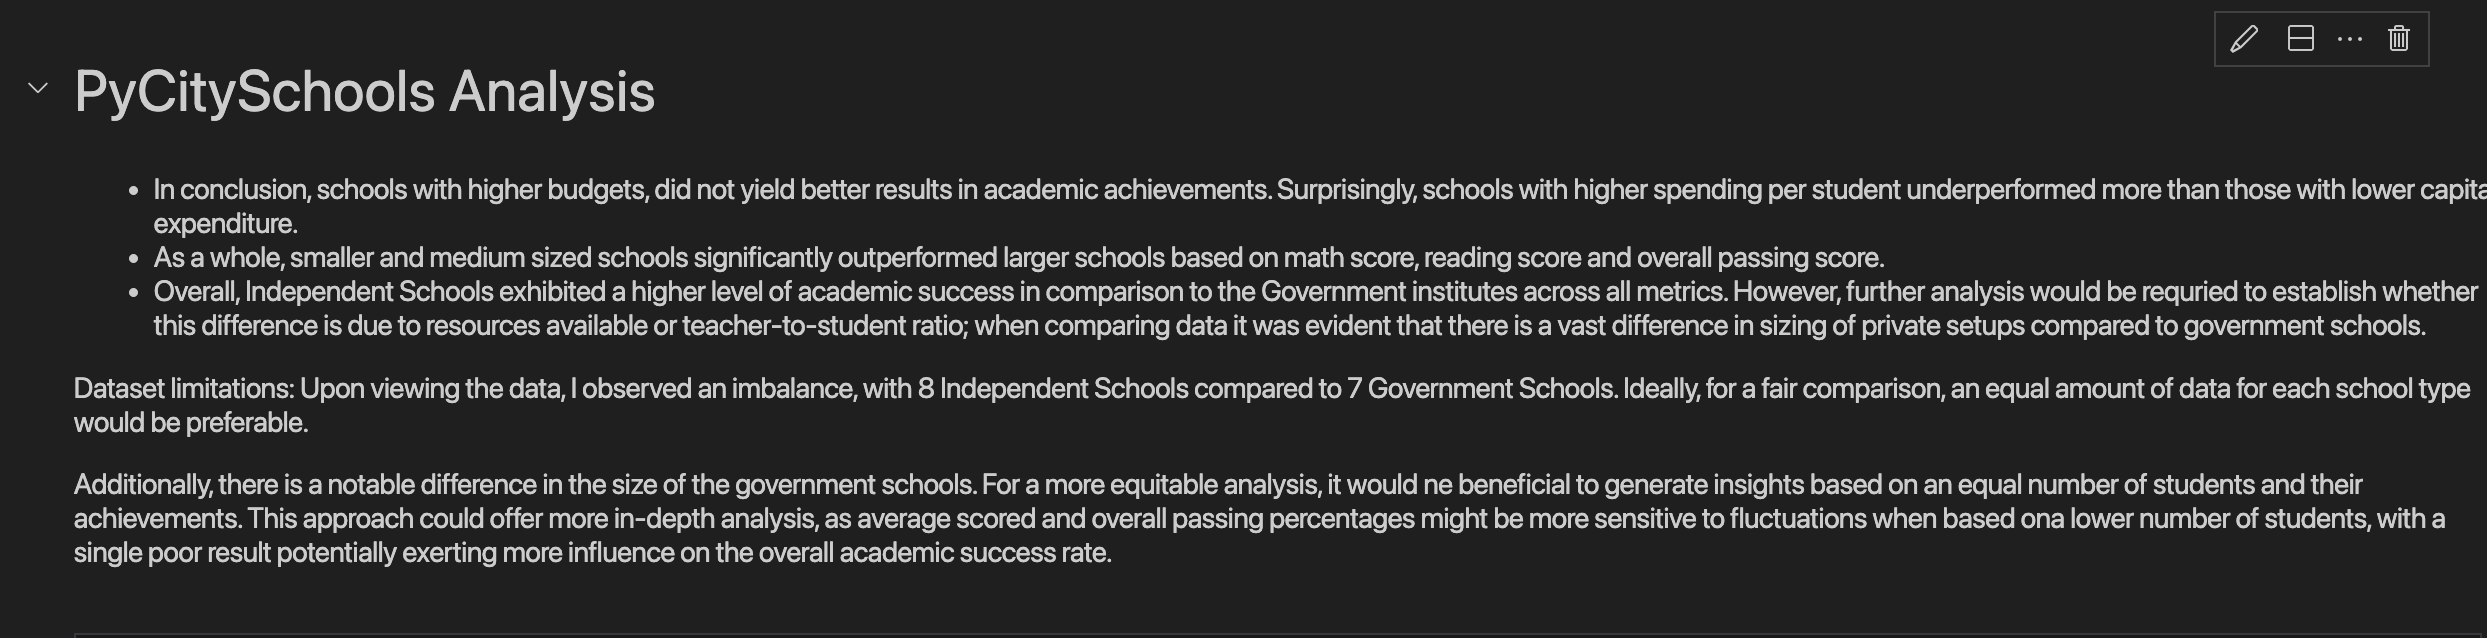 PyCitySchools Analysis
• In conclusion, schools with higher budgets, did not yield better results in academic achievements. Surprisingly, schools with higher spending per student underperformed more than those with lower capita
expenditure.
• As a whole, smaller and medium sized schools significantly outperformed larger schools based on math score, reading score and overall passing score.
• Overall, Independent Schools exhibited a higher level of academic success in comparison to the Government institutes across all metrics. However, further analysis would be requried to establish whether
this difference is due to resources available or teacher-to-student ratio; when comparing data it was evident that there is a vast difference in sizing of private setups compared to government schools.
Dataset limitations: Upon viewing the data, I observed an imbalance, with 8 Independent Schools compared to 7 Government Schools. Ideally, for a fair comparison, an equal amount of data for each school type
would be preferable.
Additionally, there is a notable difference in the size of the government schools. For a more equitable analysis, it would ne beneficial to generate insights based on an equal number of students and their
achievements. This approach could offer more in-depth analysis, as average scored and overall passing percentages might be more sensitive to fluctuations when based ona lower number of students, with a
single poor result potentially exerting more influence on the overall academic success rate.